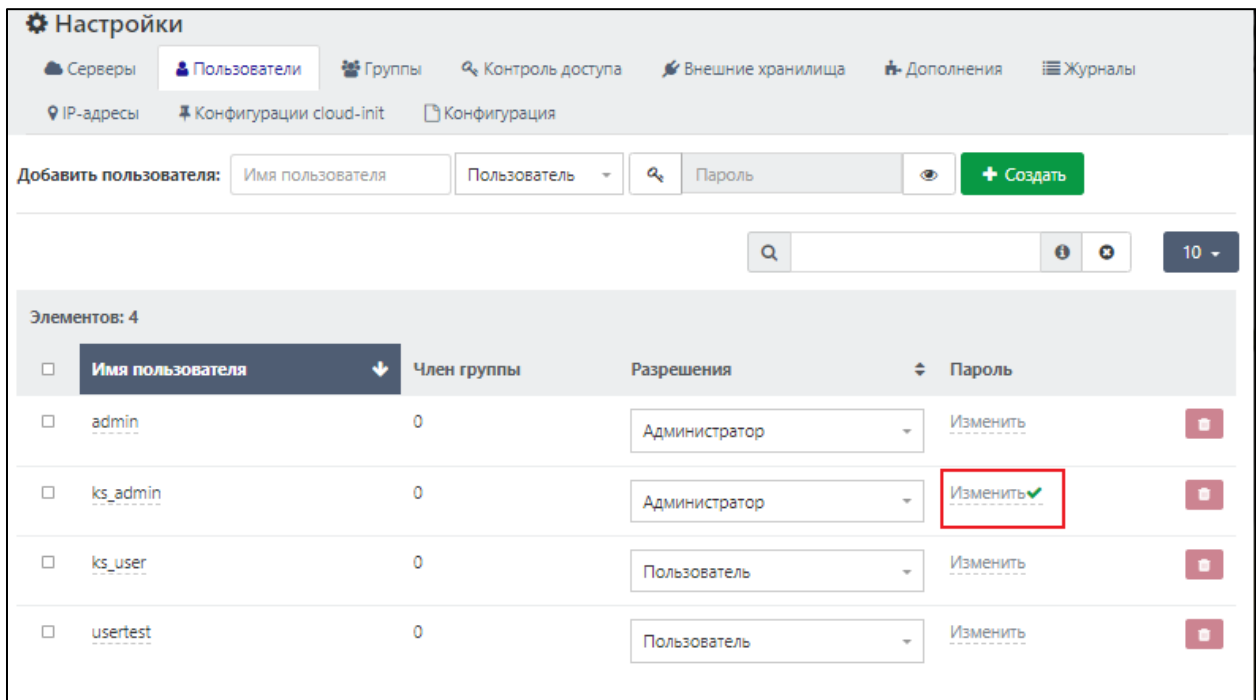 Настройки
Серверы Пользователи Группы Контроль доступа Внешние хранилища Дополнения Журналы
IP-адресы Конфигурации cloud-init Конфигурация
Добавить пользователя: Имя пользователя Пользователь Пароль Создать
10
Элементов: 4
Имя пользователя Член группы Разрешения Пароль
admin 0 Администратор Изменить
ks_admin 0 Администратор Изменить
ks_user 0 Пользователь Изменить
usertest 0 Пользователь Изменить